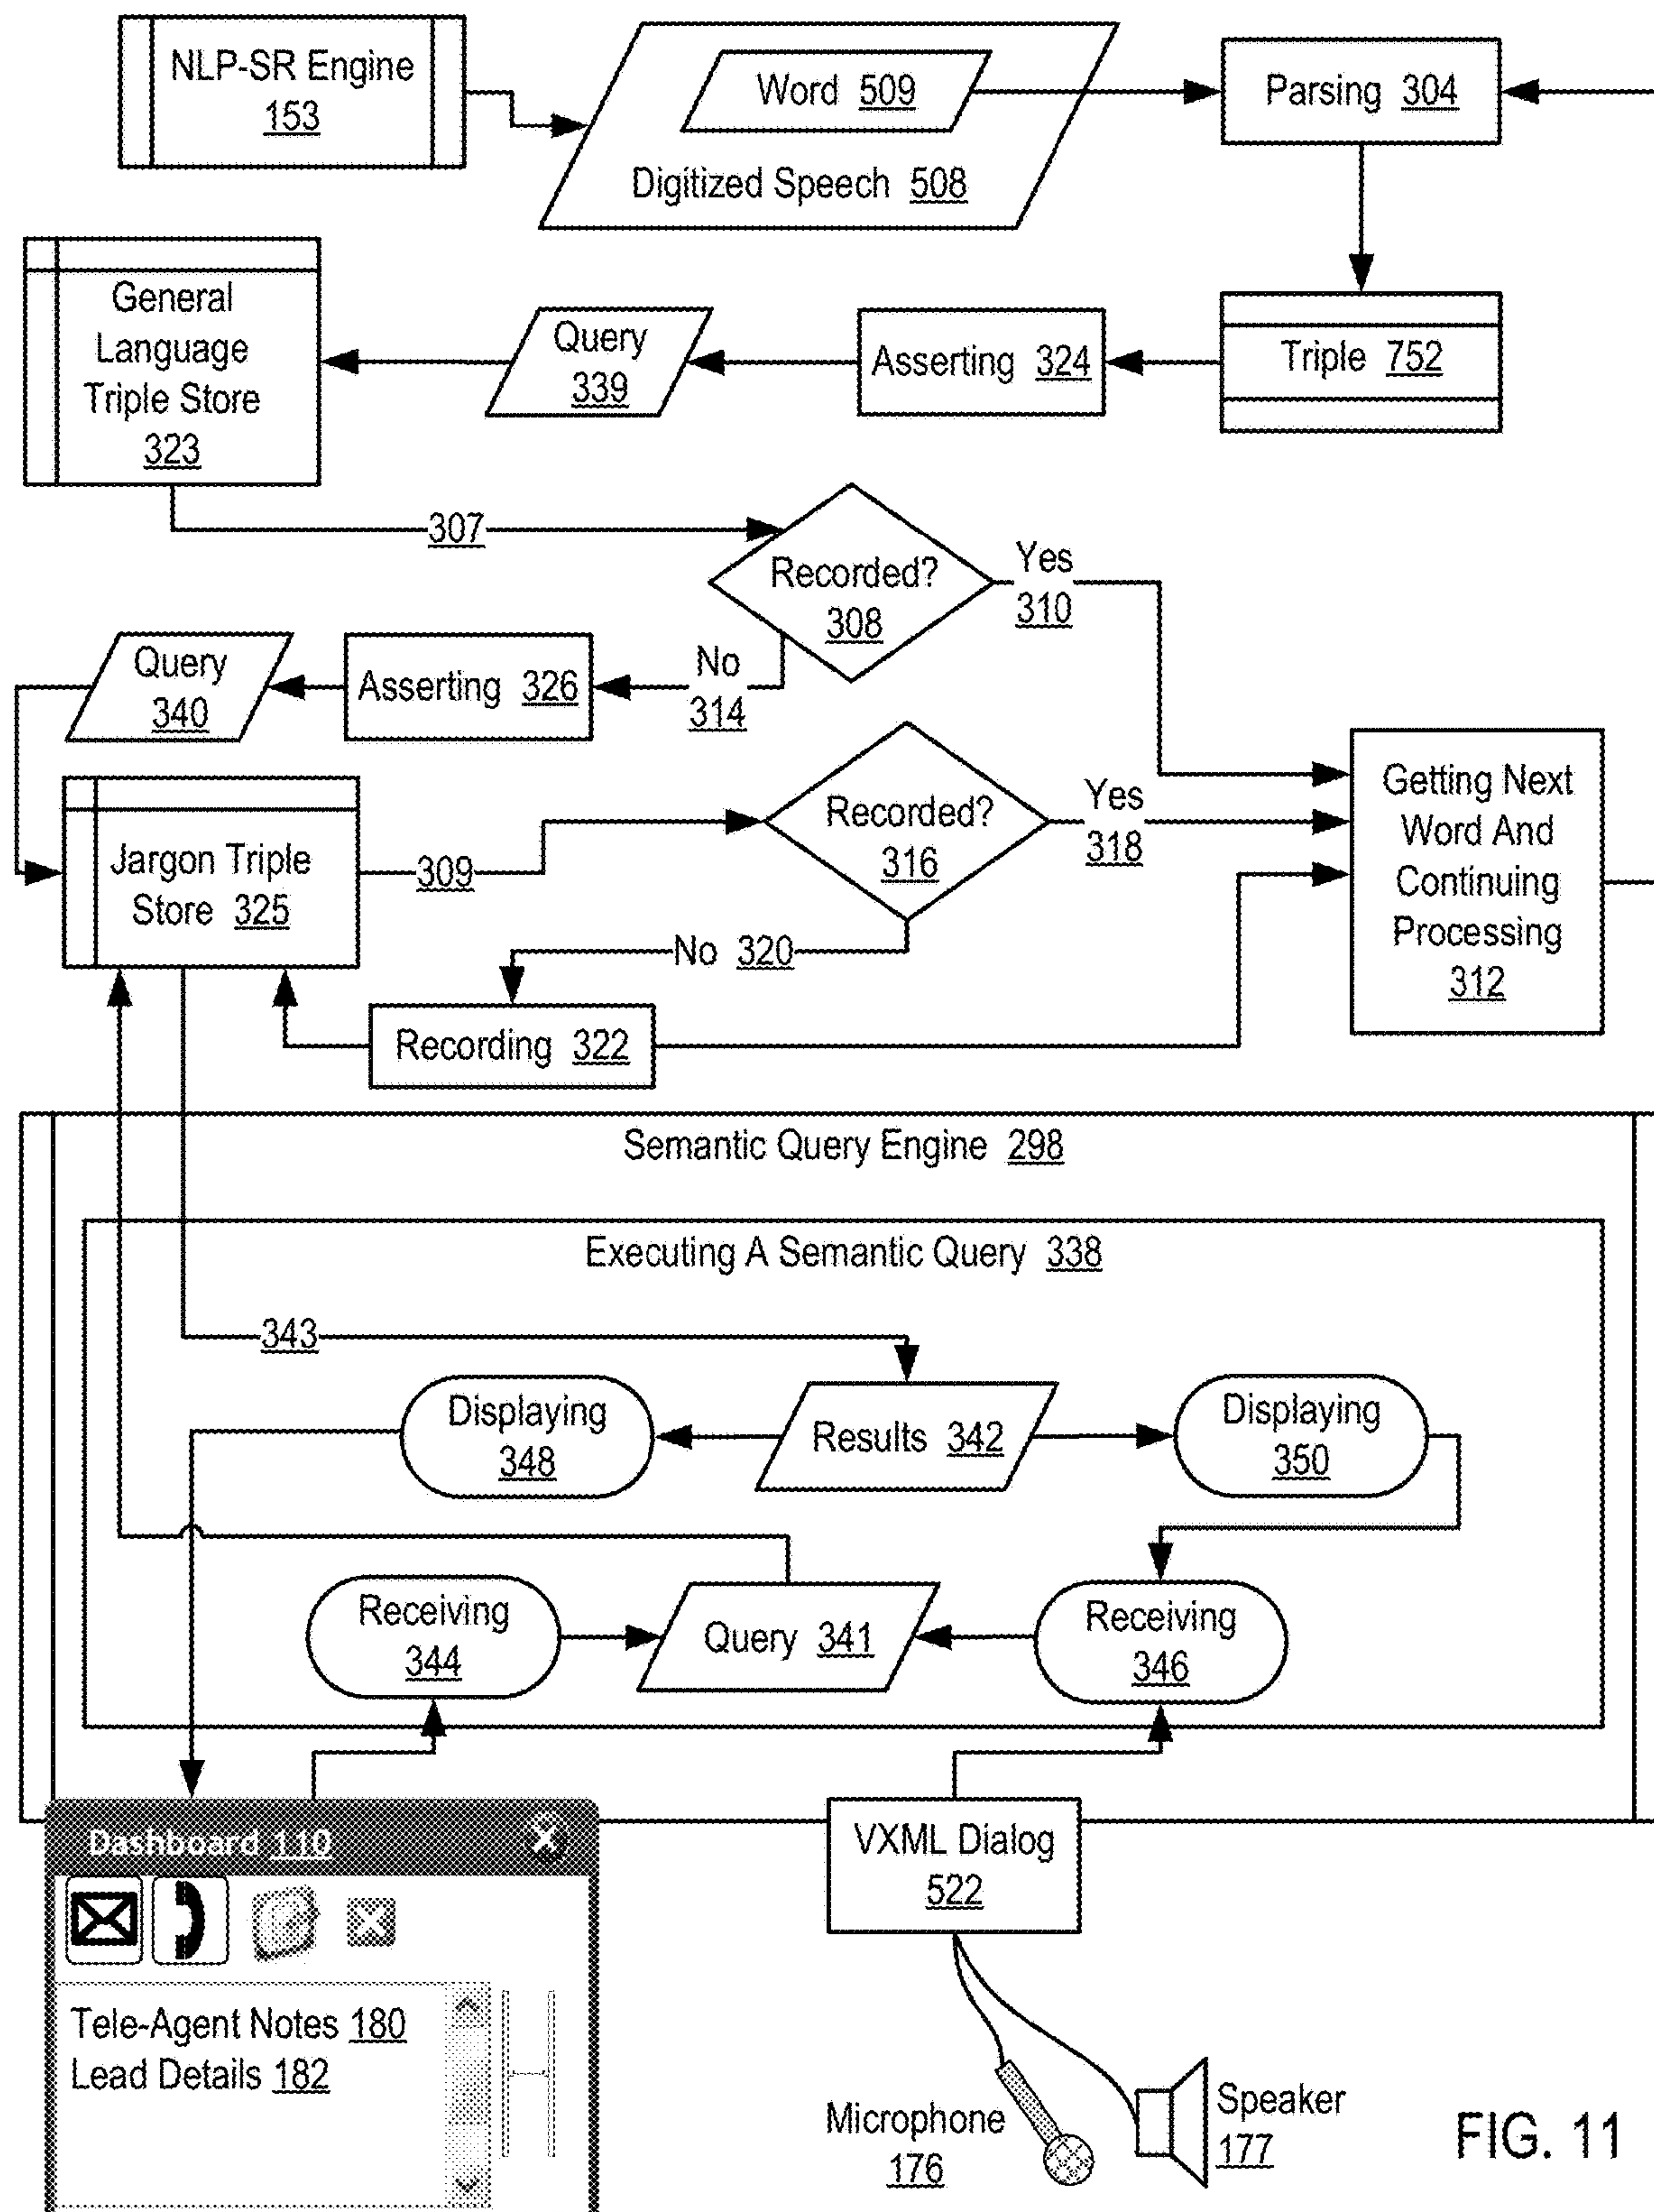 NLP-SR Engine
153
Word 509
Digitized Speech 508
Parsing 304
General
Language
Triple Store
323
Query
339
Asserting 324
Triple 752
307
Recorded?
308
Yes
310
Query
340
Asserting 326
No
314
Jargon Triple
Store 325
309
Recorded?
316
Yes
318
Getting Next
Word And
Continuing
Processing
312
No 320
Recording 322
Semantic Query Engine 298
Executing A Semantic Query 338
343
Displaying
348
Results 342
Displaying
350
Receiving
344
Query 341
Receiving
346
Dashboard 110
VXML Dialog
522
Tele-Agent Notes 180
Lead Details 182
Microphone
176
Speaker
177
FIG. 11